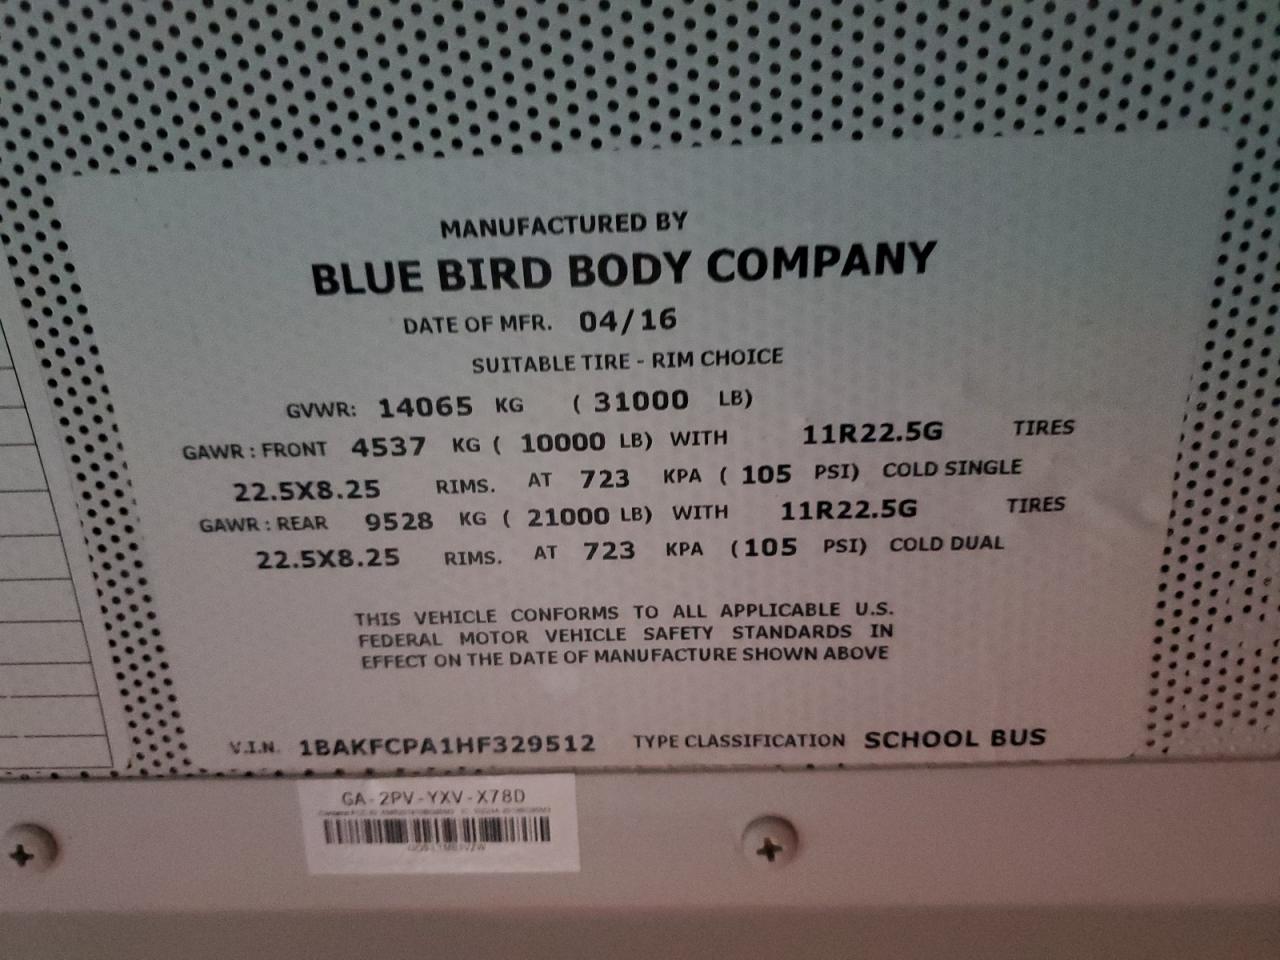 MANUFACTURED BY
BLUE BIRD BODY COMPANY
DATE OF MFR. 04/16
SUITABLE TIRE - RIM CHOICE
GVWR: 14065 KG ( 31000 LB)
GAWR : FRONT 4537 KG ( 10000 LB) WITH 11R22.5G TIRES
22.5X8.25 RIMS. AT 723 KPA ( 105 PSI) COLD SINGLE
GAWR : REAR 9528 KG ( 21000 LB) WITH 11R22.5G TIRES
22.5X8.25 RIMS. AT 723 KPA (105 PSI) COLD DUAL
THIS VEHICLE CONFORMS TO ALL APPLICABLE U.S.
FEDERAL MOTOR VEHICLE SAFETY STANDARDS IN
EFFECT ON THE DATE OF MANUFACTURE SHOWN ABOVE
V.I.N. 1BAKFCPA1HF329512 TYPE CLASSIFICATION SCHOOL BUS
GA-2PV-YXV-X78D